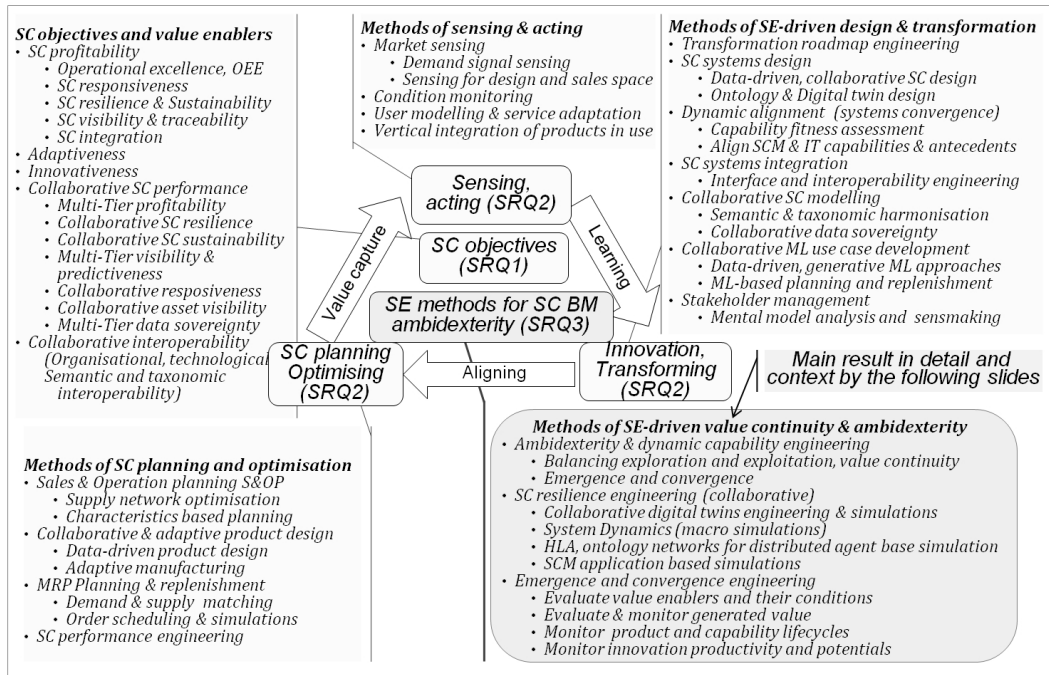 SC objectives and value enablers
• SC profitability
• Operational excellence, OEE
• SC responsiveness
• SC resilience & Sustainability
• SC visibility & traceability
• SC integration
• Adaptiveness
• Innovativeness
• Collaborative SC performance
• Multi-Tier profitability
• Collaborative SC resilience
• Collaborative SC sustainability
• Multi-Tier visibility &
predictiveness
• Collaborative resposiveness
• Collaborative asset visibility
• Multi-Tier data sovereignty
• Collaborative interoperability
(Organisational, technological
Semantic and taxonomic
interoperability)
Methods of sensing & acting
• Market sensing
• Demand signal sensing
• Sensing for design and sales space
• Condition monitoring
• User modelling & service adaptation
• Vertical integration of products in use
Methods of SE-driven design & transformation
• Transformation roadmap engineering
• SC systems design
• Data-driven, collaborative SC design
• Ontology & Digital twin design
• Dynamic alignment (systems convergence)
• Capability fitness assessment
• Align SCM & IT capabilities & antecedents
• SC systems integration
• Interface and interoperability engineering
• Collaborative SC modelling
• Semantic & taxonomic harmonisation
• Collaborative data sovereignty
• Collaborative ML use case development
• Data-driven, generative ML approaches
• ML-based planning and replenishment
• Stakeholder management
• Mental model analysis and sensmaking
Sensing,
acting (SRQ2)
Value capture
Learning
SC objectives
(SRQ1)
SE methods for SC BM
ambidexterity (SRQ3)
SC planning
Optimising
(SRQ2)
Aligning
Innovation,
Transforming
(SRQ2)
Main result in detail and
context by the following slides
Methods of SC planning and optimisation
• Sales & Operation planning S&OP
• Supply network optimisation
• Characteristics based planning
• Collaborative & adaptive product design
• Data-driven product design
• Adaptive manufacturing
• MRP Planning & replenishment
• Demand & supply matching
• Order scheduling & simulations
• SC performance engineering
Methods of SE-driven value continuity & ambidexterity
• Ambidexterity & dynamic capability engineering
• Balancing exploration and exploitation, value continuity
• Emergence and convergence
• SC resilience engineering (collaborative)
• Collaborative digital twins engineering & simulations
• System Dynamics (macro simulations)
• HLA, ontology networks for distributed agent base simulation
• SCM application based simulations
• Emergence and convergence engineering
• Evaluate value enablers and their conditions
• Evaluate & monitor generated value
• Monitor product and capability lifecycles
• Monitor innovation productivity and potentials